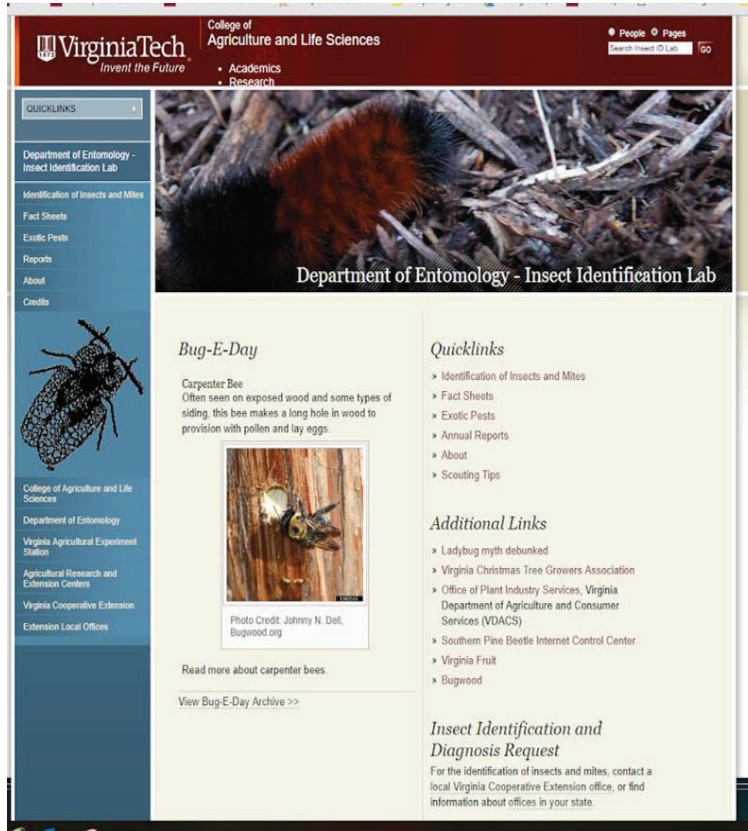 VirginiaTech
1872
Invent the Future
College of
Agriculture and Life Sciences
• Academics
• Research
People Pages
Search Insect ID Lab GO
QUICKLINKS
Department of Entomology -
Insect Identification Lab
Identification of Insects and Mites
Fact Sheets
Exotic Pests
Reports
About
Credits
College of Agriculture and Life
Sciences
Department of Entomology
Virginia Agricultural Experiment
Station
Agricultural Research and
Extension Centers
Virginia Cooperative Extension
Extension Local Offices
Department of Entomology - Insect Identification Lab
Bug-E-Day
Carpenter Bee
Often seen on exposed wood and some types of
siding, this bee makes a long hole in wood to
provision with pollen and lay eggs.
Photo Credit: Johnny N. Dell,
Bugwood.org
Read more about carpenter bees.
View Bug-E-Day Archive >>
Quicklinks
» Identification of Insects and Mites
» Fact Sheets
» Exotic Pests
» Annual Reports
» About
» Scouting Tips
Additional Links
» Ladybug myth debunked
» Virginia Christmas Tree Growers Association
» Office of Plant Industry Services, Virginia
Department of Agriculture and Consumer
Services (VDACS)
» Southern Pine Beetle Internet Control Center
» Virginia Fruit
» Bugwood
Insect Identification and
Diagnosis Request
For the identification of insects and mites, contact a
local Virginia Cooperative Extension office, or find
information about offices in your state.